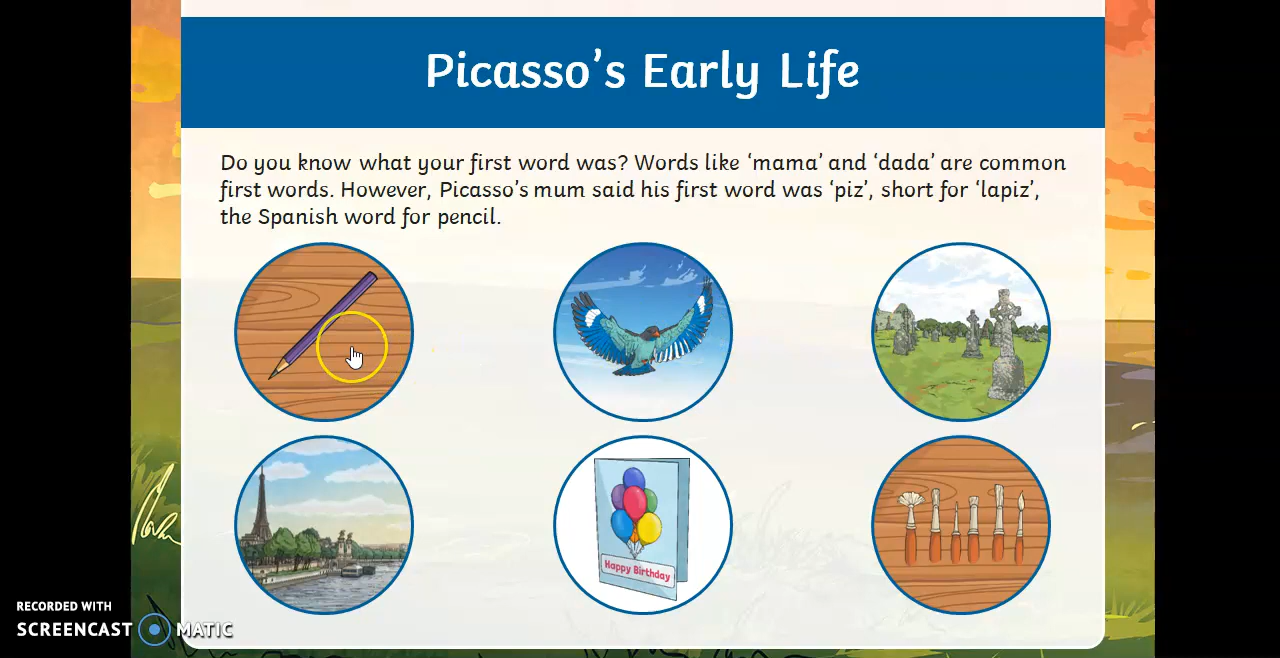 Picasso’s Early Life
Do you know what your first word was? Words like ‘mama’ and ‘dada’ are common
first words. However, Picasso’s mum said his first word was ‘piz’, short for ‘lapiz’,
the Spanish word for pencil.
Happy Birthday
RECORDED WITH
SCREENCAST MATIC